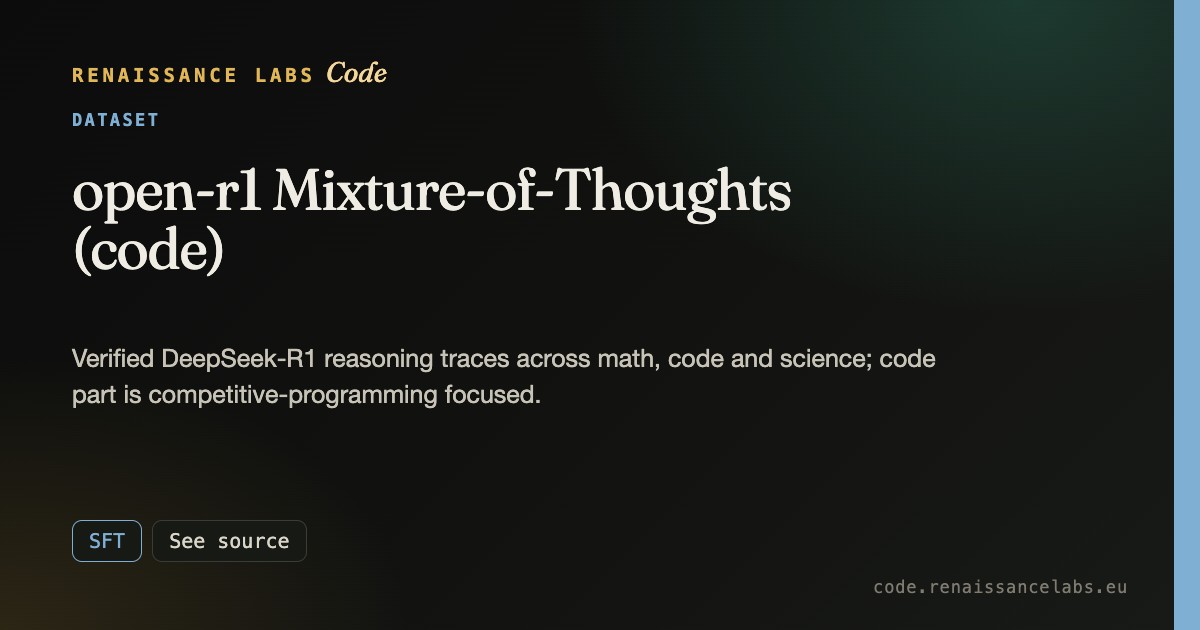 RENAISSANCE LABS Code
DATASET
open-r1 Mixture-of-Thoughts
(code)
Verified DeepSeek-R1 reasoning traces across math, code and science; code
part is competitive-programming focused.
SFT See source
code.renaissancelabs.eu